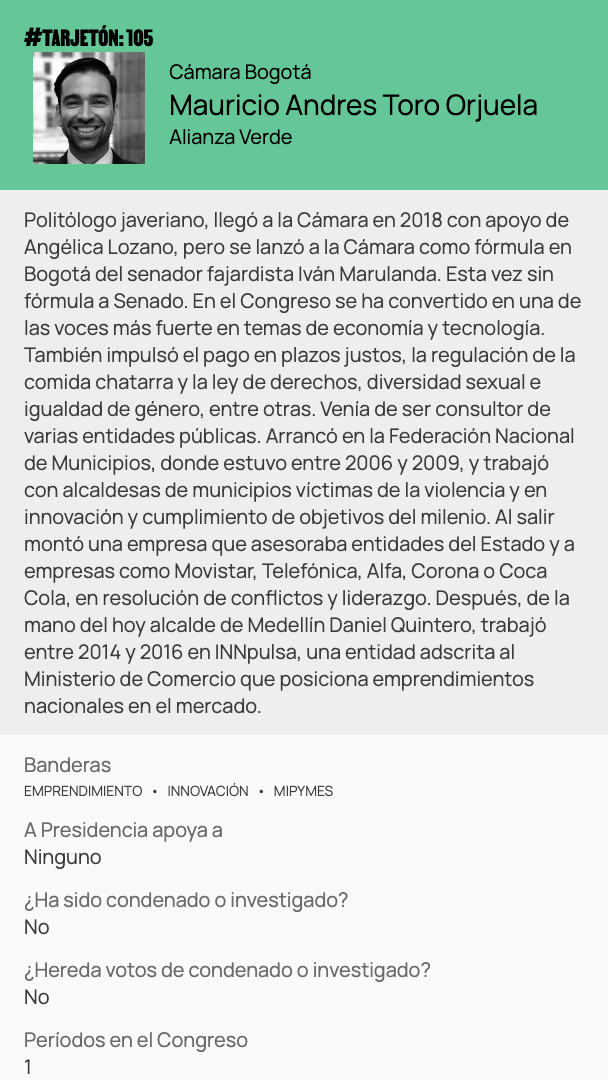 #TARJETÓN: 105
Cámara Bogotá
Mauricio Andres Toro Orjuela
Alianza Verde
Politólogo javeriano, llegó a la Cámara en 2018 con apoyo de
Angélica Lozano, pero se lanzó a la Cámara como fórmula en
Bogotá del senador fajardista Iván Marulanda. Esta vez sin
fórmula a Senado. En el Congreso se ha convertido en una de
las voces más fuerte en temas de economía y tecnología.
También impulsó el pago en plazos justos, la regulación de la
comida chatarra y la ley de derechos, diversidad sexual e
igualdad de género, entre otras. Venía de ser consultor de
varias entidades públicas. Arrancó en la Federación Nacional
de Municipios, donde estuvo entre 2006 y 2009, y trabajó
con alcaldesas de municipios víctimas de la violencia y en
innovación y cumplimiento de objetivos del milenio. Al salir
montó una empresa que asesoraba entidades del Estado y a
empresas como Movistar, Telefónica, Alfa, Corona o Coca
Cola, en resolución de conflictos y liderazgo. Después, de la
mano del hoy alcalde de Medellín Daniel Quintero, trabajó
entre 2014 y 2016 en INNpulsa, una entidad adscrita al
Ministerio de Comercio que posiciona emprendimientos
nacionales en el mercado.
Banderas
EMPRENDIMIENTO • INNOVACIÓN • MIPYMES
A Presidencia apoya a
Ninguno
¿Ha sido condenado o investigado?
No
¿Hereda votos de condenado o investigado?
No
Períodos en el Congreso
1